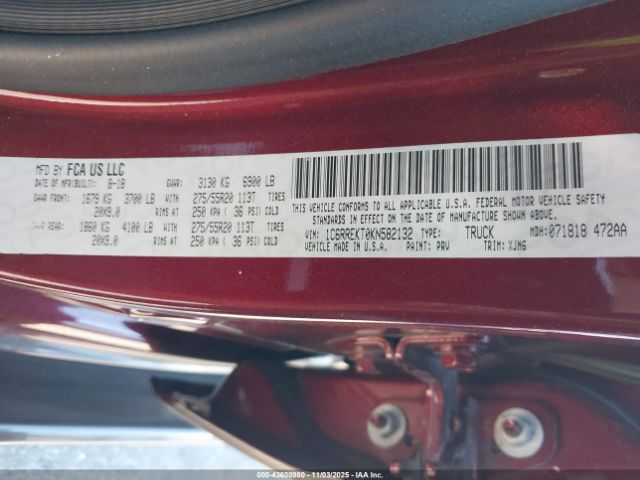 MFD BY FCA US LLC
DATE OF MFR/BUILT: 8-18 GVWR: 3130 KG 6900 LB
GAWR FRONT: 1679 KG 3700 LB WITH 275/55R20 113T TIRES
20X9.0 RIMS AT 250 KPA ( 36 PSI) COLD
GAWR REAR: 1860 KG 4100 LB WITH 275/55R20 113T TIRES
20X9.0 RIMS AT 250 KPA ( 36 PSI) COLD
THIS VEHICLE CONFORMS TO ALL APPLICABLE U.S.A. FEDERAL MOTOR VEHICLE SAFETY
STANDARDS IN EFFECT ON THE DATE OF MANUFACTURE SHOWN ABOVE.
VIN: 1C6RREKT0KN582132 TYPE: TRUCK MDH: 071818 472AA
VEHICLE MADE IN U.S.A. PAINT: PRV TRIM: XJN6
000-43608980 - 11/03/2025 - IAA Inc.